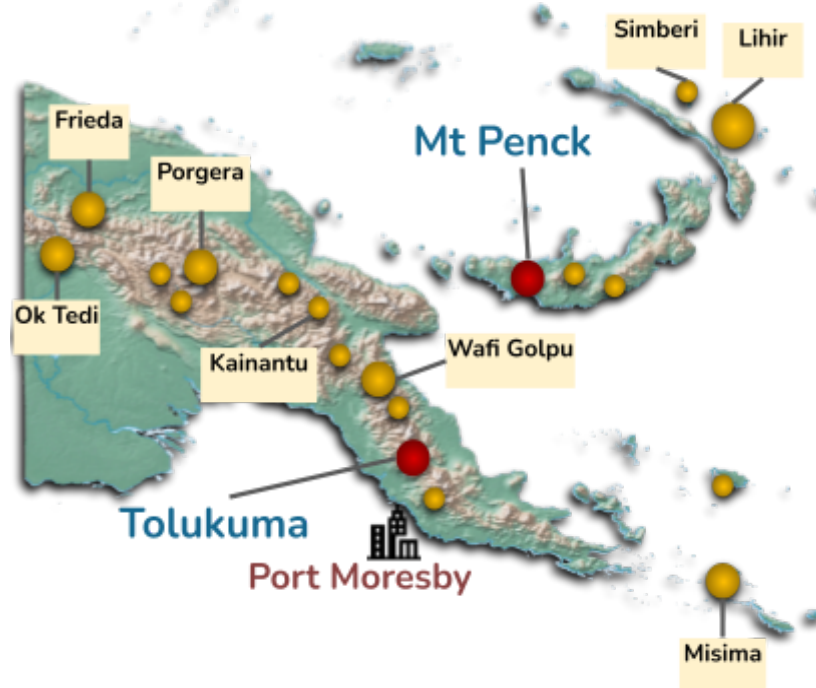 Simberi
Lihir
Frieda
Mt Penck
Porgera
Ok Tedi
Kainantu
Wafi Golpu
Tolukuma
Port Moresby
Misima